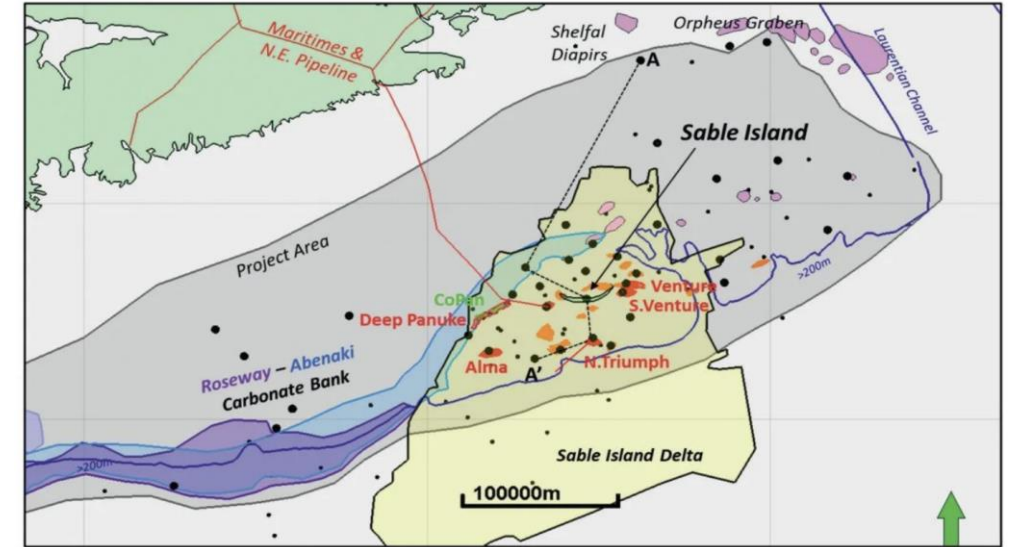 Shelfal
Diapirs
Orpheus Graben
Maritimes &
N.E. Pipeline
A
Laurentian Channel
Sable Island
Project Area
>200m
CoPan
Deep Panuke
Venture
S.Venture
Roseway – Abenaki
Carbonate Bank
Alma
A'
N.Triumph
>200m
Sable Island Delta
100000m